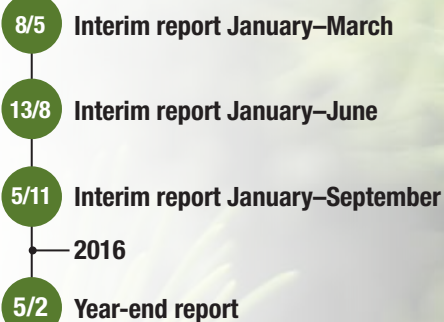 8/5 Interim report January–March
13/8 Interim report January–June
5/11 Interim report January–September
2016
5/2 Year-end report